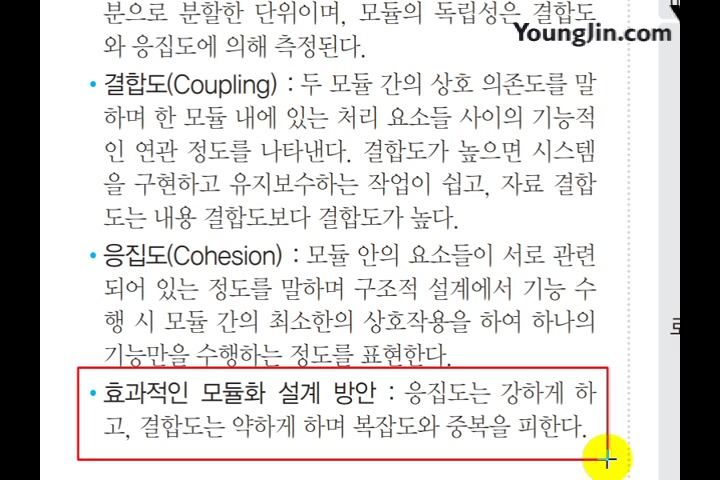 분으로 분할한 단위이며, 모듈의 독립성은 결합도
YoungJin.com
와 응집도에 의해 측정된다.
• 결합도(Coupling) : 두 모듈 간의 상호 의존도를 말
하며 한 모듈 내에 있는 처리 요소들 사이의 기능적
인 연관 정도를 나타낸다. 결합도가 높으면 시스템
을 구현하고 유지보수하는 작업이 쉽고, 자료 결합
도는 내용 결합도보다 결합도가 높다.
• 응집도(Cohesion) : 모듈 안의 요소들이 서로 관련
되어 있는 정도를 말하며 구조적 설계에서 기능 수
행 시 모듈 간의 최소한의 상호작용을 하여 하나의
기능만을 수행하는 정도를 표현한다.
• 효과적인 모듈화 설계 방안 : 응집도는 강하게 하
고, 결합도는 약하게 하며 복잡도와 중복을 피한다.